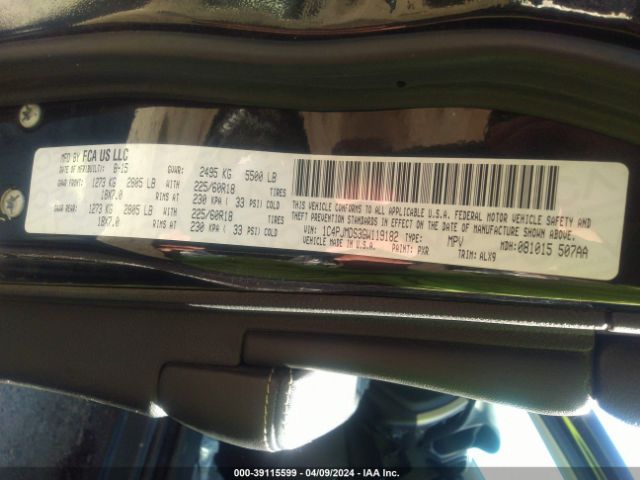 MFD BY FCA US LLC
DATE OF MFR(BUILT): 8-15 GVWR: 2495 KG 5500 LB
GAWR FRONT: 1273 KG 2805 LB WITH 225/60R18 TIRES
18X7.0 RIMS AT 230 KPA ( 33 PSI) COLD
GAWR REAR: 1273 KG 2805 LB WITH 225/60R18 TIRES
18X7.0 RIMS AT 230 KPA ( 33 PSI) COLD
THIS VEHICLE CONFORMS TO ALL APPLICABLE U.S.A. FEDERAL MOTOR VEHICLE SAFETY AND
THEFT PREVENTION STANDARDS IN EFFECT ON THE DATE OF MANUFACTURE SHOWN ABOVE.
VIN: 1C4PJMDS3GW119182 TYPE: MPV MDH: 081015 507AA
VEHICLE MADE IN U.S.A. PAINT: PXR TRIM: ALX9
000-39115599 - 04/09/2024 - IAA Inc.